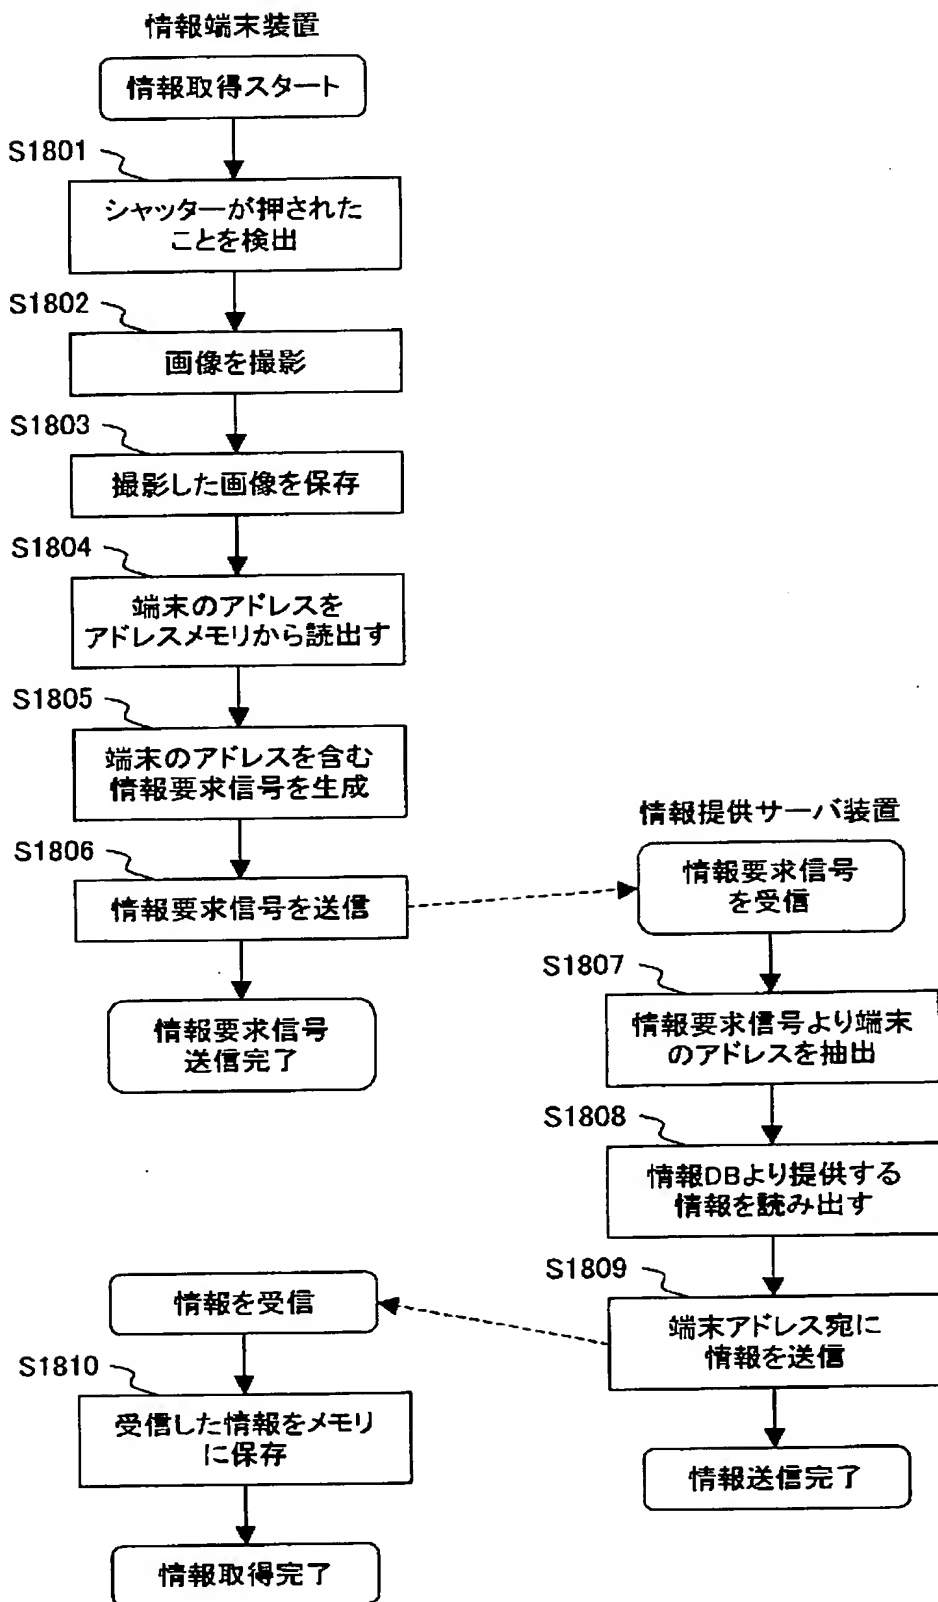 情報端末装置
情報取得スタート
S1801
シャッターが押された
ことを検出
S1802
画像を撮影
S1803
撮影した画像を保存
S1804
端末のアドレスを
アドレスメモリから読出す
S1805
端末のアドレスを含む
情報要求信号を生成
S1806
情報要求信号を送信
情報要求信号
送信完了
情報提供サーバ装置
情報要求信号
を受信
S1807
情報要求信号より端末
のアドレスを抽出
S1808
情報DBより提供する
情報を読み出す
S1809
端末アドレス宛に
情報を送信
情報送信完了
情報を受信
S1810
受信した情報をメモリ
に保存
情報取得完了